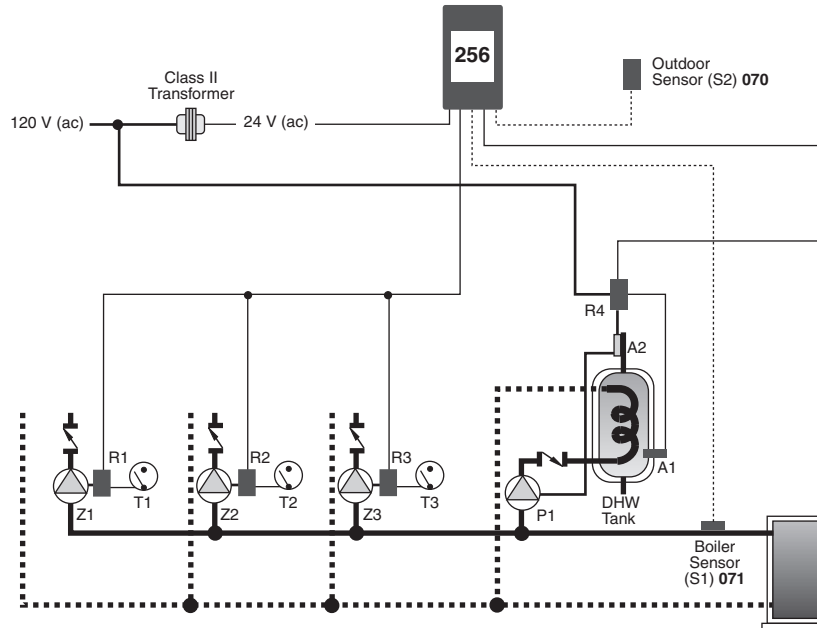 256
Outdoor
Sensor (S2) 070
Class II
Transformer
120 V (ac)
24 V (ac)
R4
A2
R1
R2
R3
A1
T1
T2
T3
Z1
Z2
Z3
P1
DHW
Tank
Boiler
Sensor
(S1) 071